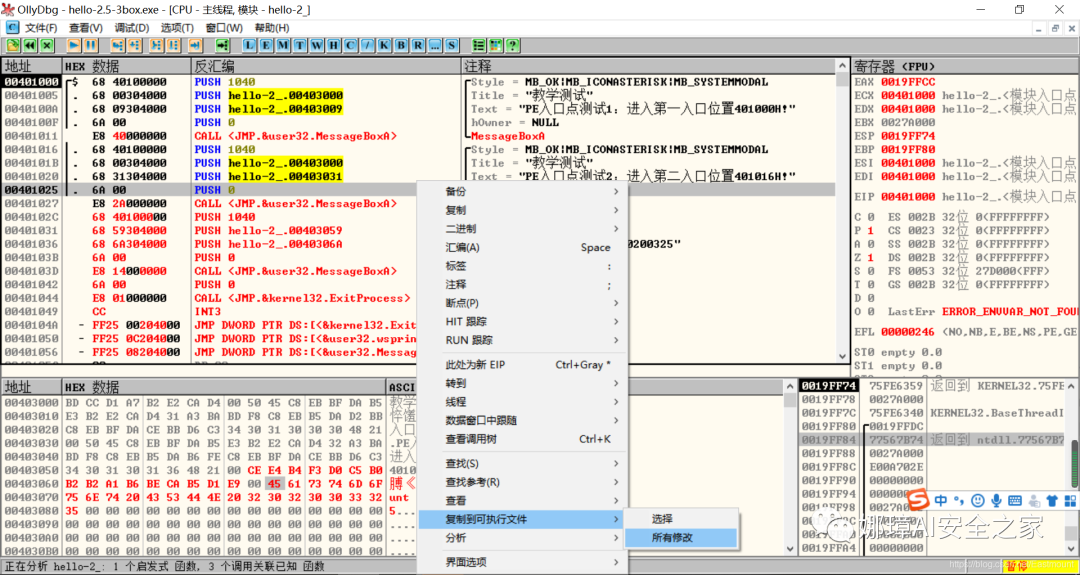 OllyDbg - hello-2.5-3box.exe - [CPU - 主线程, 模块 - hello-2_]
文件(F) 查看(V) 调试(D) 选项(T) 窗口(W) 帮助(H)
L E M T W H C / K B R ... S
地址 HEX 数据 反汇编 注释 寄存器 (FPU)
00401000 ┌$ 68 40100000 PUSH 1040 ┌Style = MB_OK|MB_ICONASTERISK|MB_SYSTEMMODAL
00401005 . 68 00304000 PUSH hello-2_.00403000 Title = "教学测试"
0040100A . 68 09304000 PUSH hello-2_.00403009 Text = "PE入口点测试1：进入第一入口位置401000H!"
0040100F . 6A 00 PUSH 0 hOwner = NULL
00401011 E8 40000000 CALL <JMP.&user32.MessageBoxA> └MessageBoxA
00401016 . 68 40100000 PUSH 1040 ┌Style = MB_OK|MB_ICONASTERISK|MB_SYSTEMMODAL
0040101B . 68 00304000 PUSH hello-2_.00403000 Title = "教学测试"
00401020 . 68 31304000 PUSH hello-2_.00403031 Text = "PE入口点测试2：进入第二入口位置401016H!"
00401025 . 6A 00 PUSH 0
00401027 E8 2A000000 CALL <JMP.&user32.MessageBoxA>
0040102C 68 40100000 PUSH 1040
00401031 68 59304000 PUSH hello-2_.00403059
00401036 68 6A304000 PUSH hello-2_.0040306A 0200325"
0040103B 6A 00 PUSH 0
0040103D E8 14000000 CALL <JMP.&user32.MessageBoxA>
00401042 6A 00 PUSH 0
00401044 E8 01000000 CALL <JMP.&kernel32.ExitProcess>
00401049 CC INT3
0040104A - FF25 00204000 JMP DWORD PTR DS:[<&kernel32.Exit
00401050 - FF25 0C204000 JMP DWORD PTR DS:[<&user32.wsprin
00401056 - FF25 08204000 JMP DWORD PTR DS:[<&user32.Messag
EAX 0019FFCC
ECX 00401000 hello-2_.<模块入口点
EDX 00401000 hello-2_.<模块入口点
EBX 0027A000
ESP 0019FF74
EBP 0019FF80
ESI 00401000 hello-2_.<模块入口点
EDI 00401000 hello-2_.<模块入口点
EIP 00401000 hello-2_.<模块入口点
C 0 ES 002B 32位 0(FFFFFFFF)
P 1 CS 0023 32位 0(FFFFFFFF)
A 0 SS 002B 32位 0(FFFFFFFF)
Z 1 DS 002B 32位 0(FFFFFFFF)
S 0 FS 0053 32位 27D000(FFF)
T 0 GS 002B 32位 0(FFFFFFFF)
D 0
O 0 LastErr ERROR_ENVVAR_NOT_FOU
EFL 00000246 (NO,NB,E,BE,NS,PE,GE
ST0 empty 0.0
ST1 empty 0.0
备份
复制
二进制
汇编(A) Space
标签 :
注释 ;
断点(P)
HIT 跟踪
RUN 跟踪
此处为新 EIP Ctrl+Gray *
转到
线程
数据窗口中跟随
查看调用树 Ctrl+K
查找(S)
查找参考(R)
查看
复制到可执行文件
分析
界面选项
选择
所有修改
地址 HEX 数据 ASCI
00403000 BD CC D1 A7 B2 E2 CA D4 00 50 45 C8 EB BF DA B5 教学
00403010 E3 B2 E2 CA D4 31 A3 BA BD F8 C8 EB B5 DA D2 BB
00403020 C8 EB BF DA CE BB D6 C3 34 30 31 30 30 30 48 21 入口
00403030 00 50 45 C8 EB BF DA B5 E3 B2 E2 CA D4 32 A3 BA .PE
00403040 BD F8 C8 EB B5 DA B6 FE C8 EB BF DA CE BB D6 C3 进入
00403050 34 30 31 30 31 36 48 21 00 CE E4 B4 F3 D0 C5 B0 4010
00403060 B2 B2 A1 B6 BE CA B5 D1 E9 00 45 61 73 74 6D 6F
00403070 75 6E 74 20 43 53 44 4E 20 32 30 32 30 30 33 32 unt
00403080 35 00 00 00 00 00 00 00 00 00 00 00 00 00 00 00 5...
00403090 00 00 00 00 00 00 00 00 00 00 00 00 00 00 00 00 ....
004030A0 00 00 00 00 00 00 00 00 00 00 00 00 00 00 00 00 ....
004030B0 00 00 00 00 00 00 00 00 00 00 00 00 00 00 00 00 ....
0019FF74 75FE6359 返回到 KERNEL32.75FE
0019FF78 0027A000
0019FF7C 75FE6340 KERNEL32.BaseThreadI
0019FF80 ┌0019FFDC
0019FF84 77567B74 返回到 ntdll.77567B7
0019FF88 0027A000
0019FF8C E00A702E
0019FF90 00000000
0019FF94 00000000
0019FFA4 00000000
中
娜璋AI安全之家
正在分析 hello-2_: 1 个启发式 函数, 3 个调用关联已知 函数
暂停